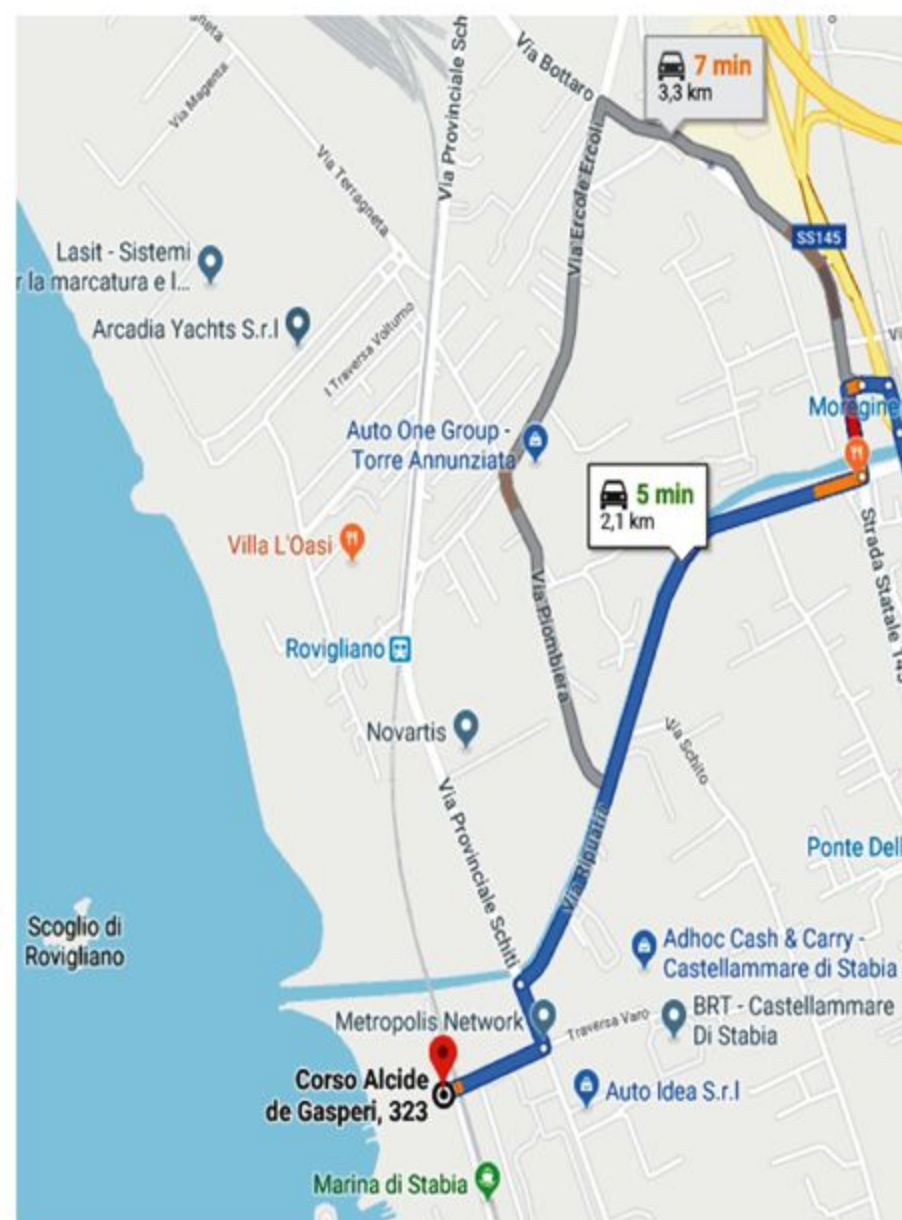 Via Provinciale Sch
Via Bottaro
7 min
3,3 km
Via Magenta
Via Terragneta
Via Ercole Ercoli
SS145
Lasit - Sistemi
r la marcatura e l...
Arcadia Yachts S.r.l
I Traversa Volturno
Moregine
Auto One Group -
Torre Annunziata
5 min
2,1 km
Villa L'Oasi
Strada Statale 145
Via Piombiera
Rovigliano
Novartis
Via Schito
Via Provinciale Schiti
Via Ripuaria
Ponte Dell
Scoglio di
Rovigliano
Adhoc Cash & Carry -
Castellammare di Stabia
Metropolis Network
Traversa Varo
BRT - Castellammare
Di Stabia
Corso Alcide
de Gasperi, 323
Auto Idea S.r.l
Marina di Stabia